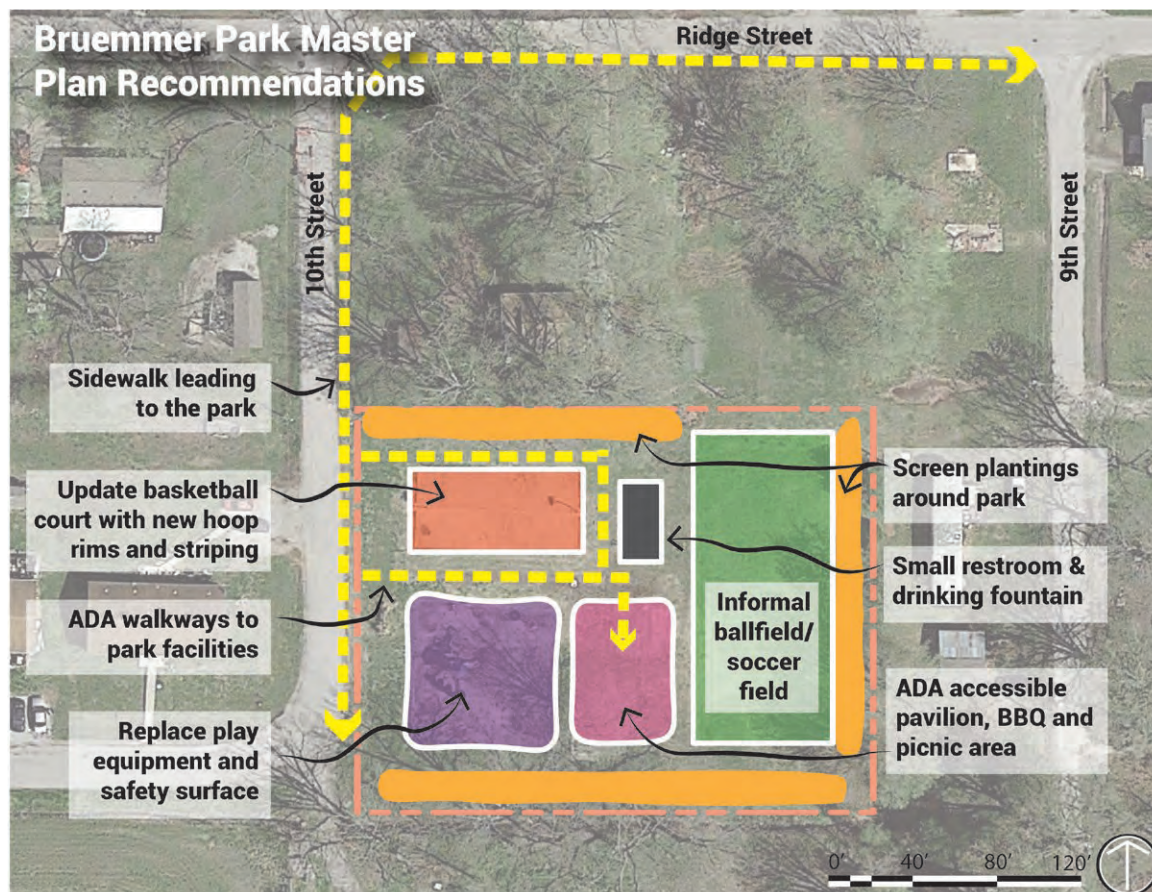 Bruemmer Park Master
Plan Recommendations
Ridge Street
10th Street
9th Street
Sidewalk leading
to the park
Update basketball
court with new hoop
rims and striping
ADA walkways to
park facilities
Replace play
equipment and
safety surface
Screen plantings
around park
Small restroom &
drinking fountain
Informal
ballfield/
soccer
field
ADA accessible
pavilion, BBQ and
picnic area
0' 40' 80' 120'